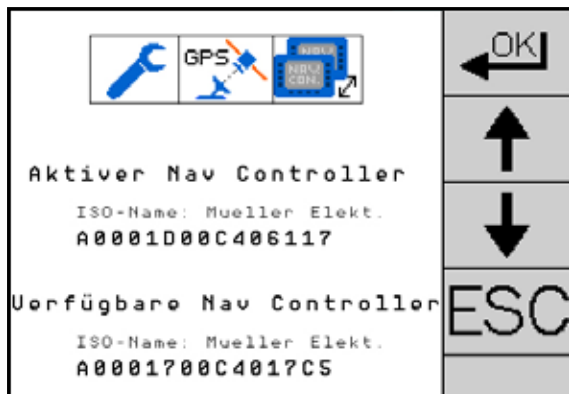 GPS
NAV.
NAV.
CON.
OK
Aktiver Nav Controller
ISO-Name: Mueller Elekt.
A0001D00C406117
Verfügbare Nav Controller
ISO-Name: Mueller Elekt.
A0001700C4017C5
ESC